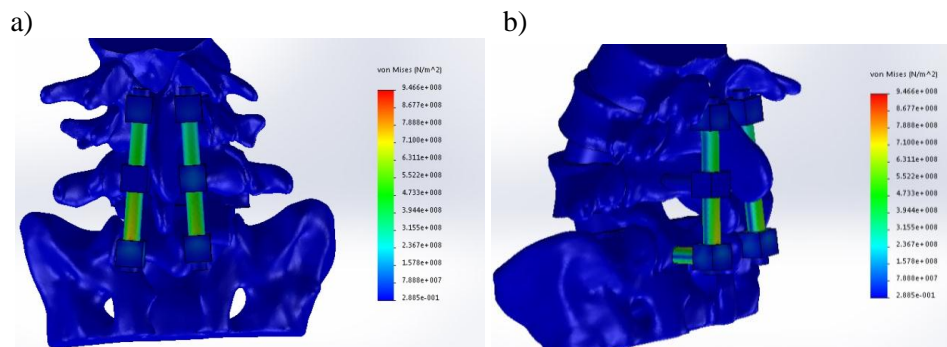 a)
b)
von Mises (N/m^2)
9.466e+008
8.677e+008
7.888e+008
7.100e+008
6.311e+008
5.522e+008
4.733e+008
3.944e+008
3.155e+008
2.367e+008
1.578e+008
7.888e+007
2.885e-001
von Mises (N/m^2)
9.466e+008
8.677e+008
7.888e+008
7.100e+008
6.311e+008
5.522e+008
4.733e+008
3.944e+008
3.155e+008
2.367e+008
1.578e+008
7.888e+007
2.885e-001